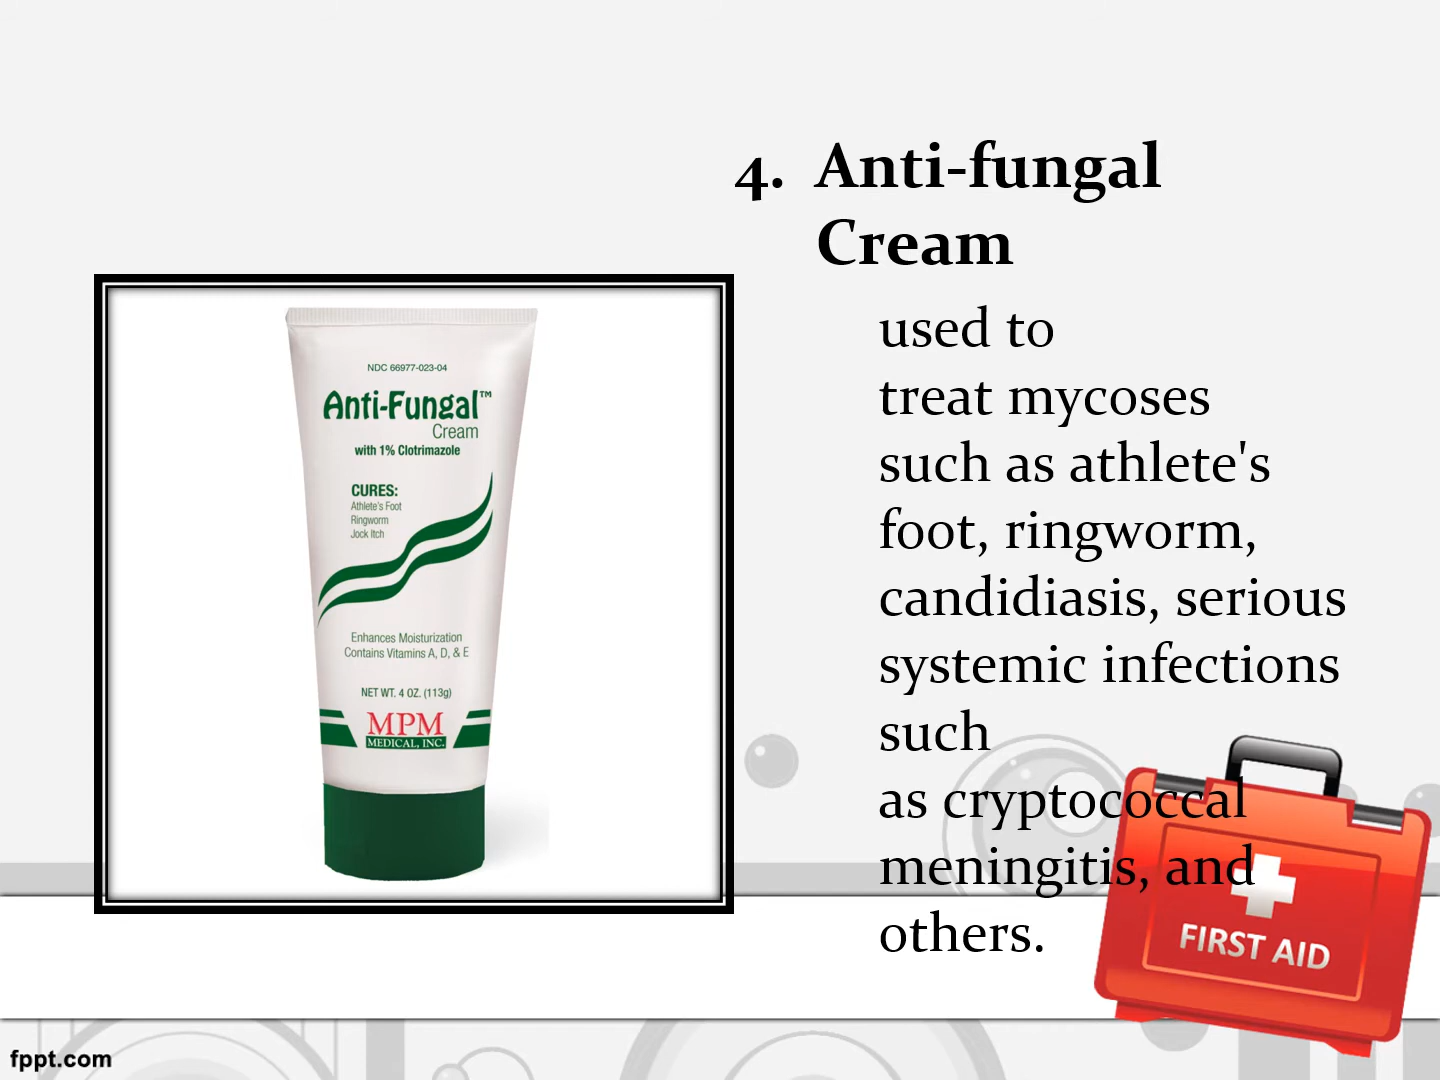 4. Anti-fungal
Cream
used to
treat mycoses
such as athlete's
foot, ringworm,
candidiasis, serious
systemic infections
such
as cryptococcal
meningitis, and
others.
NDC 66977-023-04
Anti-Fungal™
Cream
with 1% Clotrimazole
CURES:
Athlete's Foot
Ringworm
Jock Itch
Enhances Moisturization
Contains Vitamins A, D, & E
NET WT. 4 OZ. (113g)
MPM
MEDICAL, INC.
FIRST AID
fppt.com